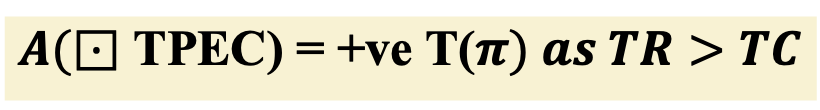 A(⊡ TPEC) = +ve T(π) as TR > TC